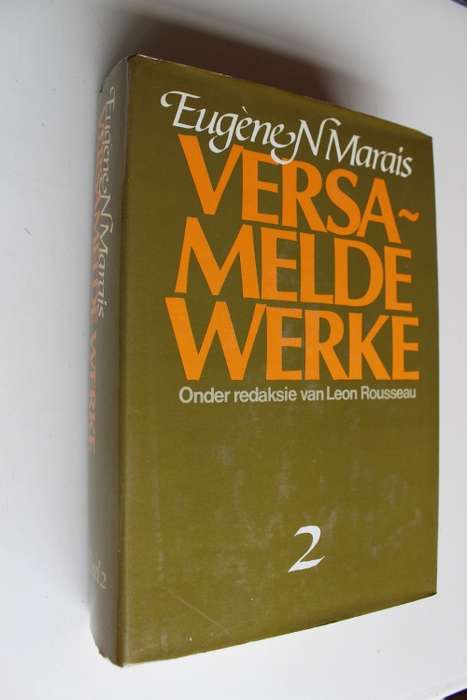 Eugène N Marais
VERSA~
MELDE
WERKE
Onder redaksie van Leon Rousseau
2
Eugène N Marais
VERSAMELDE WERKE